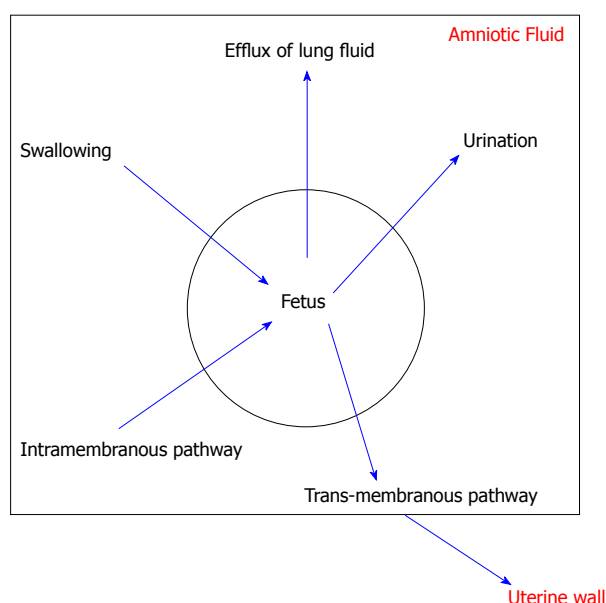 Amniotic Fluid
Efflux of lung fluid
Urination
Swallowing
Fetus
Intramembranous pathway
Trans-membranous pathway
Uterine wall